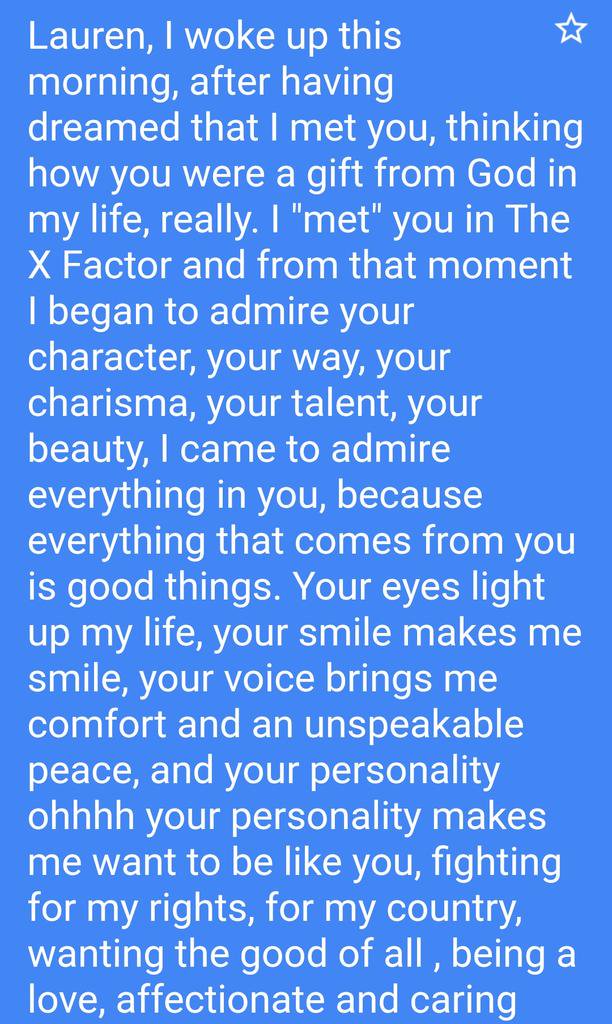 Lauren, I woke up this
morning, after having
dreamed that I met you, thinking
how you were a gift from God in
my life, really. I "met" you in The
X Factor and from that moment
I began to admire your
character, your way, your
charisma, your talent, your
beauty, I came to admire
everything in you, because
everything that comes from you
is good things. Your eyes light
up my life, your smile makes me
smile, your voice brings me
comfort and an unspeakable
peace, and your personality
ohhhh your personality makes
me want to be like you, fighting
for my rights, for my country,
wanting the good of all , being a
love, affectionate and caring